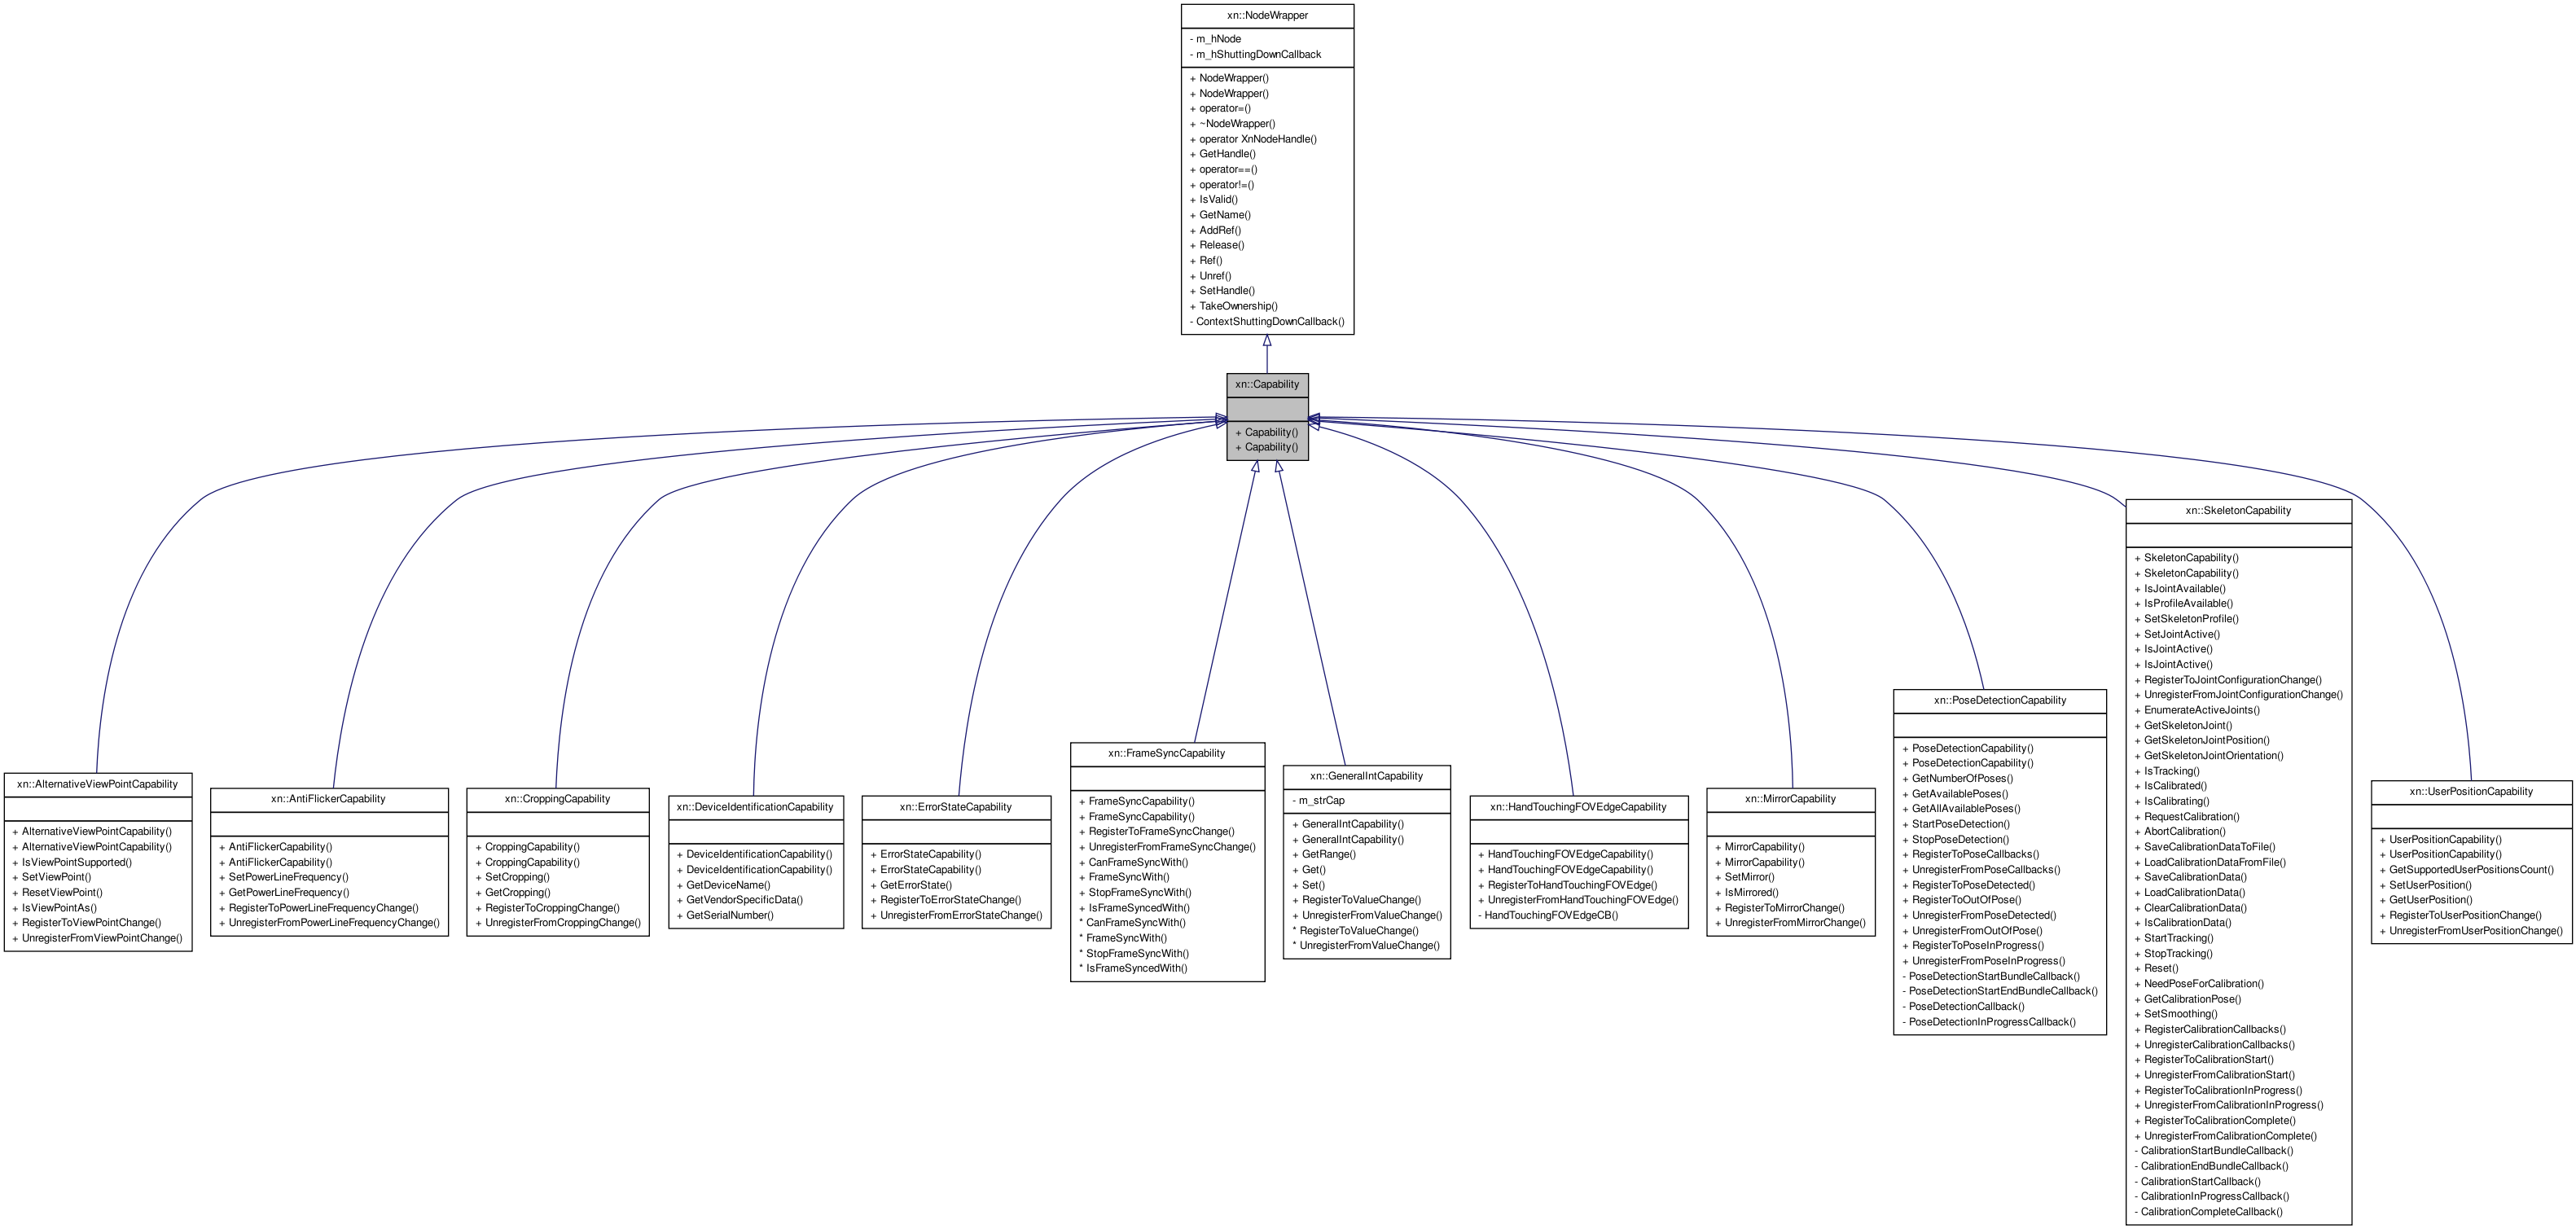 xn::NodeWrapper
- m_hNode
- m_hShuttingDownCallback
+ NodeWrapper()
+ NodeWrapper()
+ operator=()
+ ~NodeWrapper()
+ operator XnNodeHandle()
+ GetHandle()
+ operator==()
+ operator!=()
+ IsValid()
+ GetName()
+ AddRef()
+ Release()
+ Ref()
+ Unref()
+ SetHandle()
+ TakeOwnership()
- ContextShuttingDownCallback()
xn::Capability
+ Capability()
+ Capability()
xn::AlternativeViewPointCapability
+ AlternativeViewPointCapability()
+ AlternativeViewPointCapability()
+ IsViewPointSupported()
+ SetViewPoint()
+ ResetViewPoint()
+ IsViewPointAs()
+ RegisterToViewPointChange()
+ UnregisterFromViewPointChange()
xn::AntiFlickerCapability
+ AntiFlickerCapability()
+ AntiFlickerCapability()
+ SetPowerLineFrequency()
+ GetPowerLineFrequency()
+ RegisterToPowerLineFrequencyChange()
+ UnregisterFromPowerLineFrequencyChange()
xn::CroppingCapability
+ CroppingCapability()
+ CroppingCapability()
+ SetCropping()
+ GetCropping()
+ RegisterToCroppingChange()
+ UnregisterFromCroppingChange()
xn::DeviceIdentificationCapability
+ DeviceIdentificationCapability()
+ DeviceIdentificationCapability()
+ GetDeviceName()
+ GetVendorSpecificData()
+ GetSerialNumber()
xn::ErrorStateCapability
+ ErrorStateCapability()
+ ErrorStateCapability()
+ GetErrorState()
+ RegisterToErrorStateChange()
+ UnregisterFromErrorStateChange()
xn::FrameSyncCapability
+ FrameSyncCapability()
+ FrameSyncCapability()
+ RegisterToFrameSyncChange()
+ UnregisterFromFrameSyncChange()
+ CanFrameSyncWith()
+ FrameSyncWith()
+ StopFrameSyncWith()
+ IsFrameSyncedWith()
* CanFrameSyncWith()
* FrameSyncWith()
* StopFrameSyncWith()
* IsFrameSyncedWith()
xn::GeneralIntCapability
- m_strCap
+ GeneralIntCapability()
+ GeneralIntCapability()
+ GetRange()
+ Get()
+ Set()
+ RegisterToValueChange()
+ UnregisterFromValueChange()
* RegisterToValueChange()
* UnregisterFromValueChange()
xn::HandTouchingFOVEdgeCapability
+ HandTouchingFOVEdgeCapability()
+ HandTouchingFOVEdgeCapability()
+ RegisterToHandTouchingFOVEdge()
+ UnregisterFromHandTouchingFOVEdge()
- HandTouchingFOVEdgeCB()
xn::MirrorCapability
+ MirrorCapability()
+ MirrorCapability()
+ SetMirror()
+ IsMirrored()
+ RegisterToMirrorChange()
+ UnregisterFromMirrorChange()
xn::PoseDetectionCapability
+ PoseDetectionCapability()
+ PoseDetectionCapability()
+ GetNumberOfPoses()
+ GetAvailablePoses()
+ GetAllAvailablePoses()
+ StartPoseDetection()
+ StopPoseDetection()
+ RegisterToPoseCallbacks()
+ UnregisterFromPoseCallbacks()
+ RegisterToPoseDetected()
+ RegisterToOutOfPose()
+ UnregisterFromPoseDetected()
+ UnregisterFromOutOfPose()
+ RegisterToPoseInProgress()
+ UnregisterFromPoseInProgress()
- PoseDetectionStartBundleCallback()
- PoseDetectionStartEndBundleCallback()
- PoseDetectionCallback()
- PoseDetectionInProgressCallback()
xn::SkeletonCapability
+ SkeletonCapability()
+ SkeletonCapability()
+ IsJointAvailable()
+ IsProfileAvailable()
+ SetSkeletonProfile()
+ SetJointActive()
+ IsJointActive()
+ IsJointActive()
+ RegisterToJointConfigurationChange()
+ UnregisterFromJointConfigurationChange()
+ EnumerateActiveJoints()
+ GetSkeletonJoint()
+ GetSkeletonJointPosition()
+ GetSkeletonJointOrientation()
+ IsTracking()
+ IsCalibrated()
+ IsCalibrating()
+ RequestCalibration()
+ AbortCalibration()
+ SaveCalibrationDataToFile()
+ LoadCalibrationDataFromFile()
+ SaveCalibrationData()
+ LoadCalibrationData()
+ ClearCalibrationData()
+ IsCalibrationData()
+ StartTracking()
+ StopTracking()
+ Reset()
+ NeedPoseForCalibration()
+ GetCalibrationPose()
+ SetSmoothing()
+ RegisterCalibrationCallbacks()
+ UnregisterCalibrationCallbacks()
+ RegisterToCalibrationStart()
+ UnregisterFromCalibrationStart()
+ RegisterToCalibrationInProgress()
+ UnregisterFromCalibrationInProgress()
+ RegisterToCalibrationComplete()
+ UnregisterFromCalibrationComplete()
- CalibrationStartBundleCallback()
- CalibrationEndBundleCallback()
- CalibrationStartCallback()
- CalibrationInProgressCallback()
- CalibrationCompleteCallback()
xn::UserPositionCapability
+ UserPositionCapability()
+ UserPositionCapability()
+ GetSupportedUserPositionsCount()
+ SetUserPosition()
+ GetUserPosition()
+ RegisterToUserPositionChange()
+ UnregisterFromUserPositionChange()